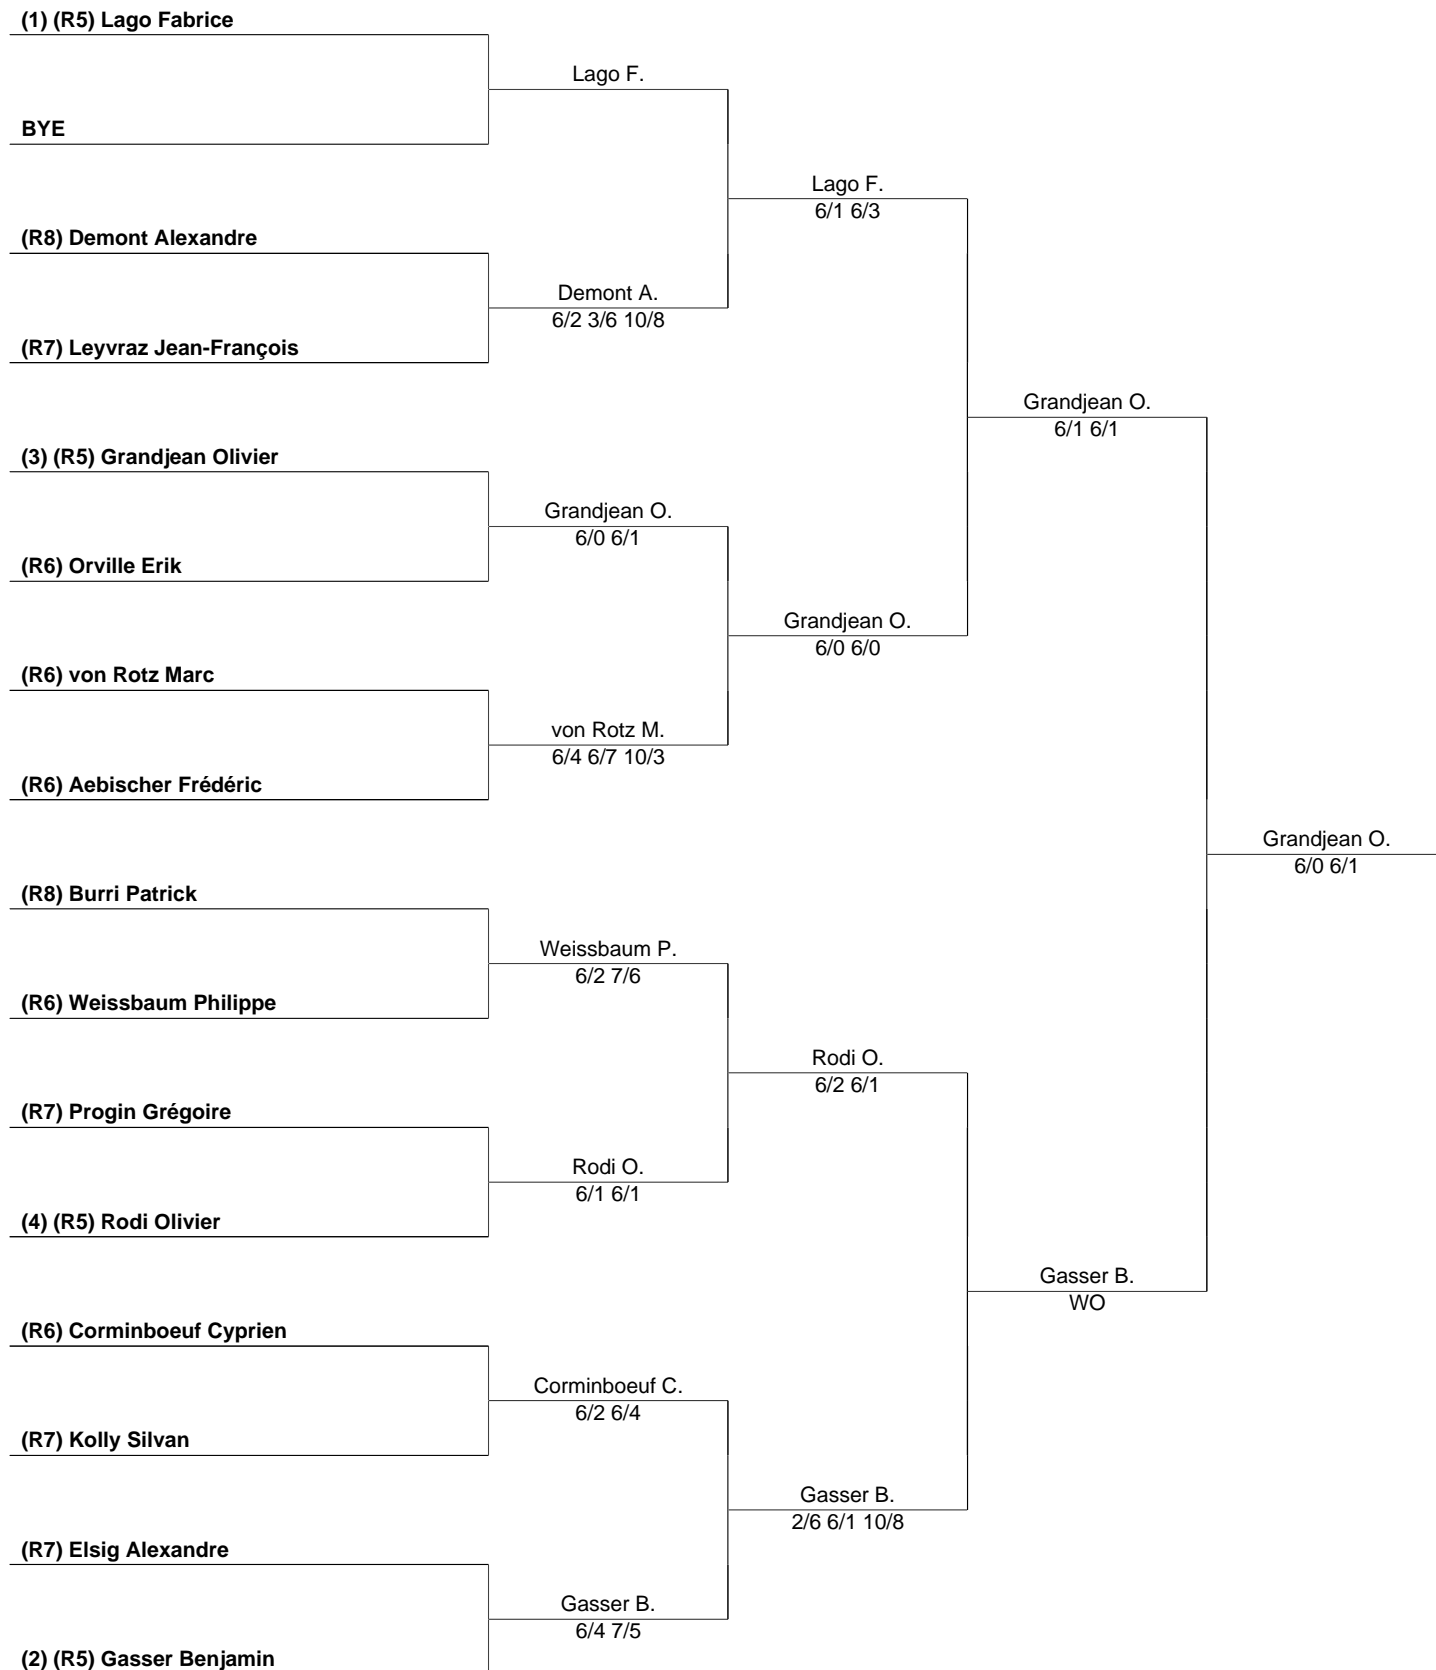 (1) (R5) Lago Fabrice
Lago F.
BYE
Lago F.
6/1 6/3
(R8) Demont Alexandre
Demont A.
6/2 3/6 10/8
(R7) Leyvraz Jean-François
Grandjean O.
6/1 6/1
(3) (R5) Grandjean Olivier
Grandjean O.
6/0 6/1
(R6) Orville Erik
Grandjean O.
6/0 6/0
(R6) von Rotz Marc
von Rotz M.
6/4 6/7 10/3
(R6) Aebischer Frédéric
Grandjean O.
6/0 6/1
(R8) Burri Patrick
Weissbaum P.
6/2 7/6
(R6) Weissbaum Philippe
Rodi O.
6/2 6/1
(R7) Progin Grégoire
Rodi O.
6/1 6/1
(4) (R5) Rodi Olivier
Gasser B.
WO
(R6) Corminboeuf Cyprien
Corminboeuf C.
6/2 6/4
(R7) Kolly Silvan
Gasser B.
2/6 6/1 10/8
(R7) Elsig Alexandre
Gasser B.
6/4 7/5
(2) (R5) Gasser Benjamin